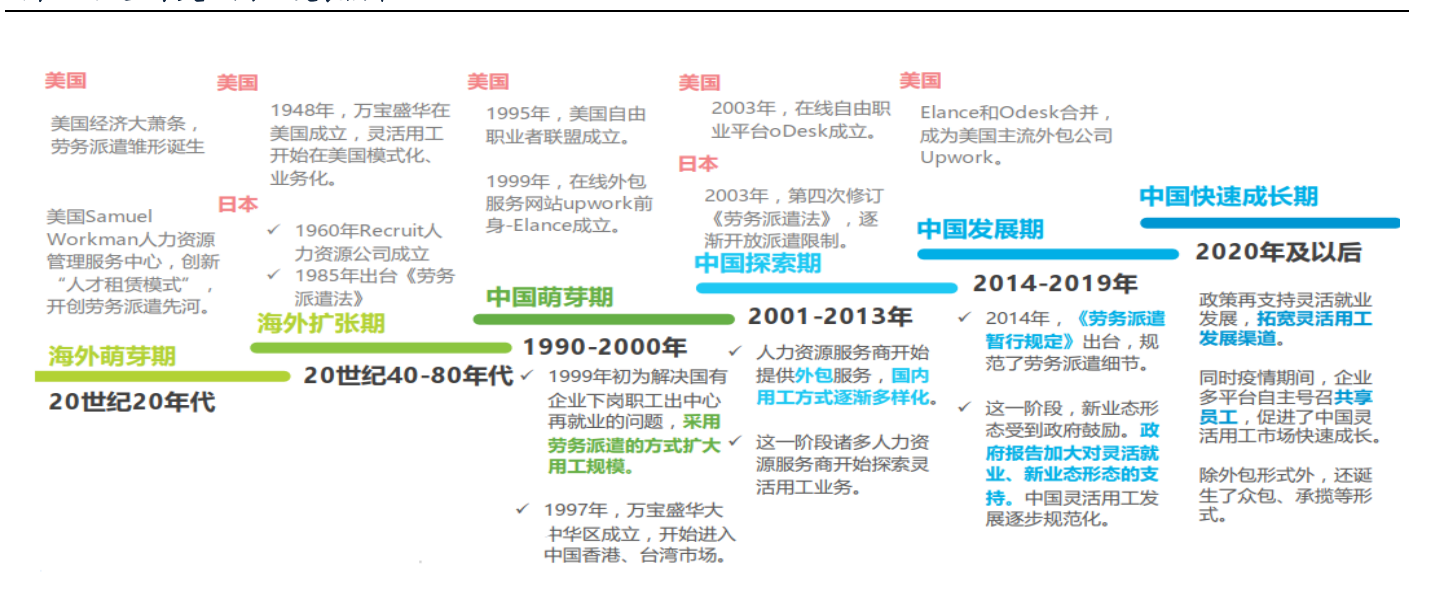 美国
美国经济大萧条，
劳务派遣雏形诞生
美国Samuel
Workman人力资源
管理服务中心，创新
“人才租赁模式”，
开创劳务派遣先河。
海外萌芽期
20世纪20年代
美国
1948年，万宝盛华在
美国成立，灵活用工
开始在美国模式化、
业务化。
日本
✓ 1960年Recruit人
力资源公司成立
✓ 1985年出台《劳务
派遣法》
海外扩张期
20世纪40-80年代
美国
1995年，美国自由
职业者联盟成立。
1999年，在线外包
服务网站upwork前
身-Elance成立。
中国萌芽期
1990-2000年
✓ 1999年初为解决国有
企业下岗职工出中心
再就业的问题，采用
劳务派遣的方式扩大
用工规模。
✓ 1997年，万宝盛华大
中华区成立，开始进入
中国香港、台湾市场。
美国
2003年，在线自由职
业平台oDesk成立。
日本
2003年，第四次修订
《劳务派遣法》，逐
渐开放派遣限制。
中国探索期
2001-2013年
✓ 人力资源服务商开始
提供外包服务，国内
用工方式逐渐多样化。
✓ 这一阶段诸多人力资
源服务商开始探索灵
活用工业务。
美国
Elance和Odesk合并，
成为美国主流外包公司
Upwork。
中国发展期
2014-2019年
✓ 2014年，《劳务派遣
暂行规定》出台，规
范了劳务派遣细节。
✓ 这一阶段，新业态形
态受到政府鼓励。政
府报告加大对灵活就
业、新业态形态的支
持。中国灵活用工发
展逐步规范化。
中国快速成长期
2020年及以后
政策再支持灵活就业
发展，拓宽灵活用工
发展渠道。
同时疫情期间，企业
多平台自主号召共享
员工，促进了中国灵
活用工市场快速成长。
除外包形式外，还诞
生了众包、承揽等形
式。